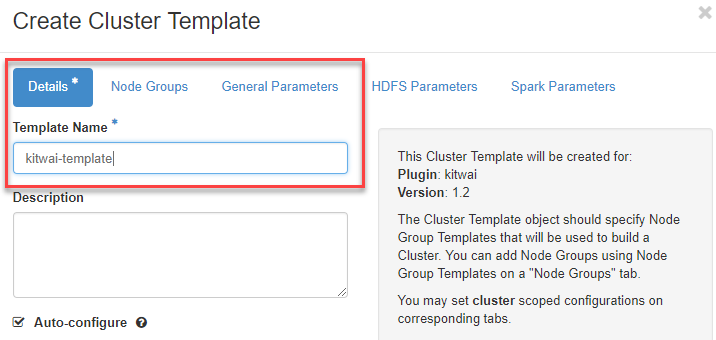 Create Cluster Template
×
Details * Node Groups General Parameters HDFS Parameters Spark Parameters
Template Name *
kitwai-template
Description
Auto-configure ?
This Cluster Template will be created for:
Plugin: kitwai
Version: 1.2
The Cluster Template object should specify Node
Group Templates that will be used to build a
Cluster. You can add Node Groups using Node
Group Templates on a "Node Groups" tab.
You may set cluster scoped configurations on
corresponding tabs.